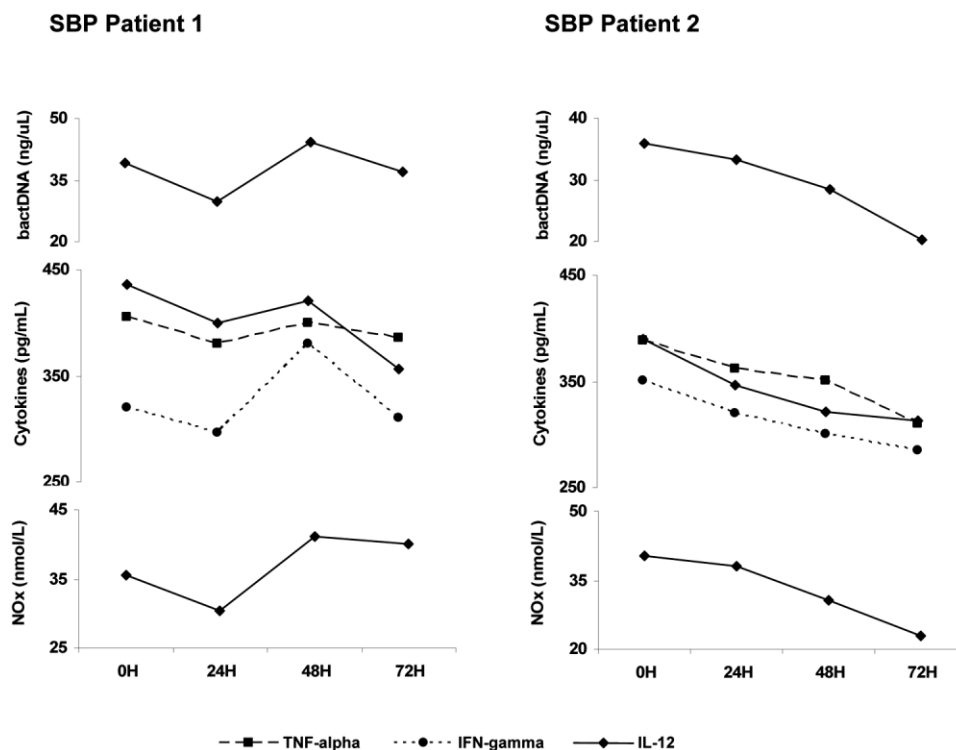 SBP Patient 1
SBP Patient 2
bactDNA (ng/uL)
50
35
20
bactDNA (ng/uL)
40
30
20
Cytokines (pg/mL)
450
350
250
Cytokines (pg/mL)
450
350
250
NOx (nmol/L)
45
35
25
NOx (nmol/L)
50
35
20
0H 24H 48H 72H
0H 24H 48H 72H
TNF-alpha IFN-gamma IL-12